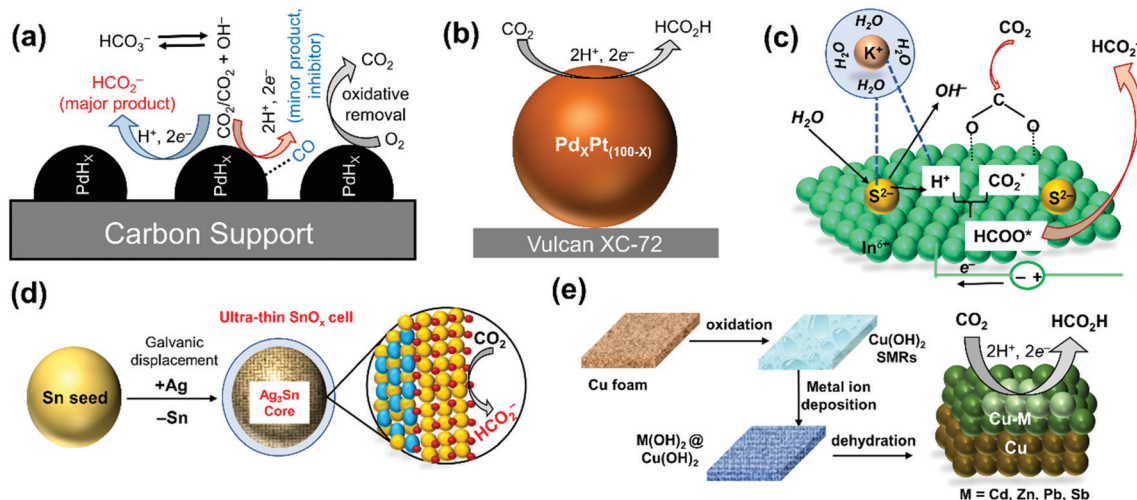 (a)
HCO₃⁻
CO₂/CO₂ + OH⁻
HCO₂⁻
(major product)
H⁺, 2e⁻
2H⁺, 2e⁻
(minor product,
inhibitor)
CO
CO₂
oxidative
removal
O₂
PdHₓ
PdHₓ
PdHₓ
Carbon Support
(b)
CO₂
HCO₂H
2H⁺, 2e⁻
Pd_XPt_(100-X)
Vulcan XC-72
(c)
H₂O
H₂O
K⁺
H₂O
H₂O
CO₂
HCO₂⁻
OH⁻
C
O
O
H₂O
S²⁻
H⁺
CO₂*
S²⁻
HCOO*
In^δ+
e⁻
− +
(d)
Ultra-thin SnOₓ cell
Galvanic
displacement
+Ag
−Sn
Sn seed
Ag₃Sn
Core
CO₂
HCO₂⁻
(e)
oxidation
Cu foam
Cu(OH)₂
SMRs
Metal ion
deposition
M(OH)₂ @
Cu(OH)₂
dehydration
CO₂
HCO₂H
2H⁺, 2e⁻
Cu-M
Cu
M = Cd, Zn, Pb, Sb